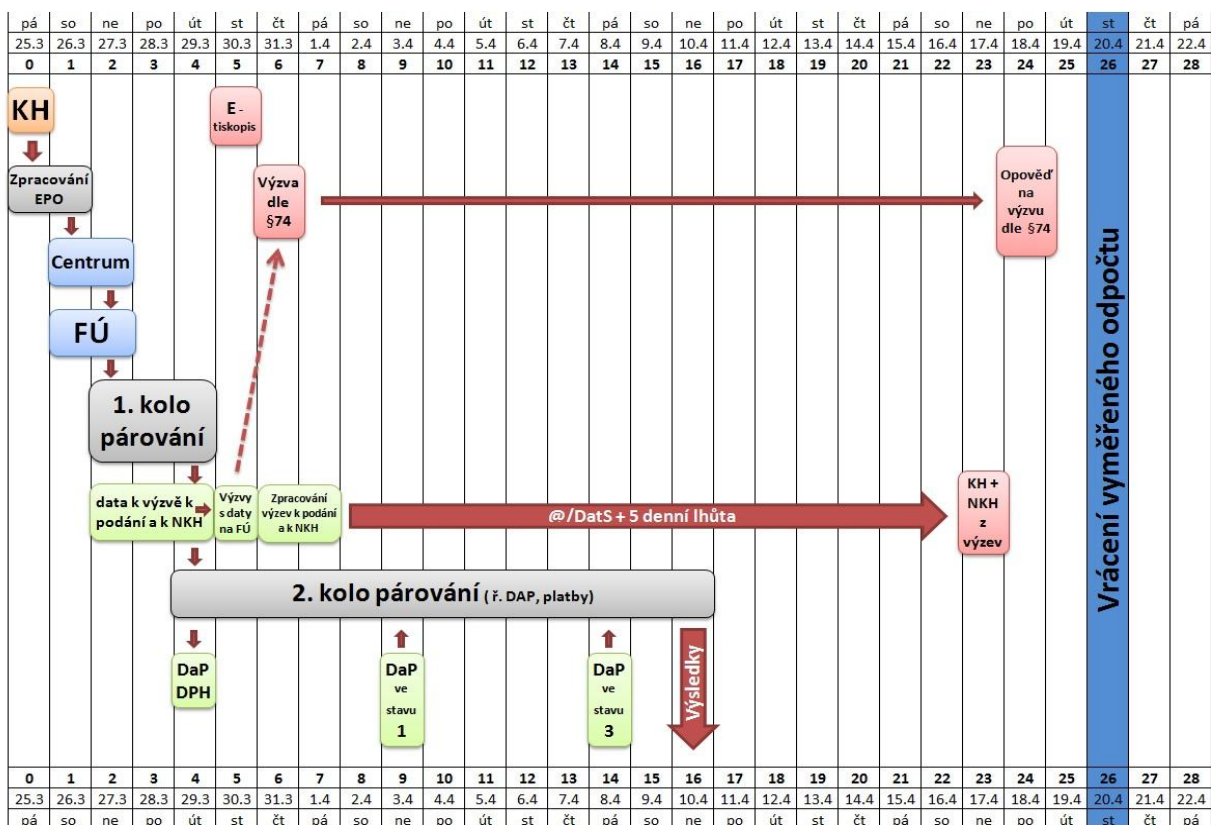 pá so ne po út st čt pá so ne po út st čt pá so ne po út st čt pá so ne po út st čt pá
25.3 26.3 27.3 28.3 29.3 30.3 31.3 1.4 2.4 3.4 4.4 5.4 6.4 7.4 8.4 9.4 10.4 11.4 12.4 13.4 14.4 15.4 16.4 17.4 18.4 19.4 20.4 21.4 22.4
0 1 2 3 4 5 6 7 8 9 10 11 12 13 14 15 16 17 18 19 20 21 22 23 24 25 26 27 28
KH
E -
tiskopis
Zpracování
EPO
Výzva
dle
§74
Opověď
na
výzvu
dle §74
Centrum
FÚ
1. kolo
párování
data k výzvě k
podání a k NKH
Výzvy
s daty
na FÚ
Zpracování
výzev k podání
a k NKH
@/DatS + 5 denní lhůta
KH +
NKH
z
výzev
2. kolo párování ( ř. DAP, platby)
DaP
DPH
DaP
ve
stavu
1
DaP
ve
stavu
3
Výsledky
Vrácení vyměřeného odpočtu
0 1 2 3 4 5 6 7 8 9 10 11 12 13 14 15 16 17 18 19 20 21 22 23 24 25 26 27 28
25.3 26.3 27.3 28.3 29.3 30.3 31.3 1.4 2.4 3.4 4.4 5.4 6.4 7.4 8.4 9.4 10.4 11.4 12.4 13.4 14.4 15.4 16.4 17.4 18.4 19.4 20.4 21.4 22.4
pá so ne po út st čt pá so ne po út st čt pá so ne po út st čt pá so ne po út st čt pá